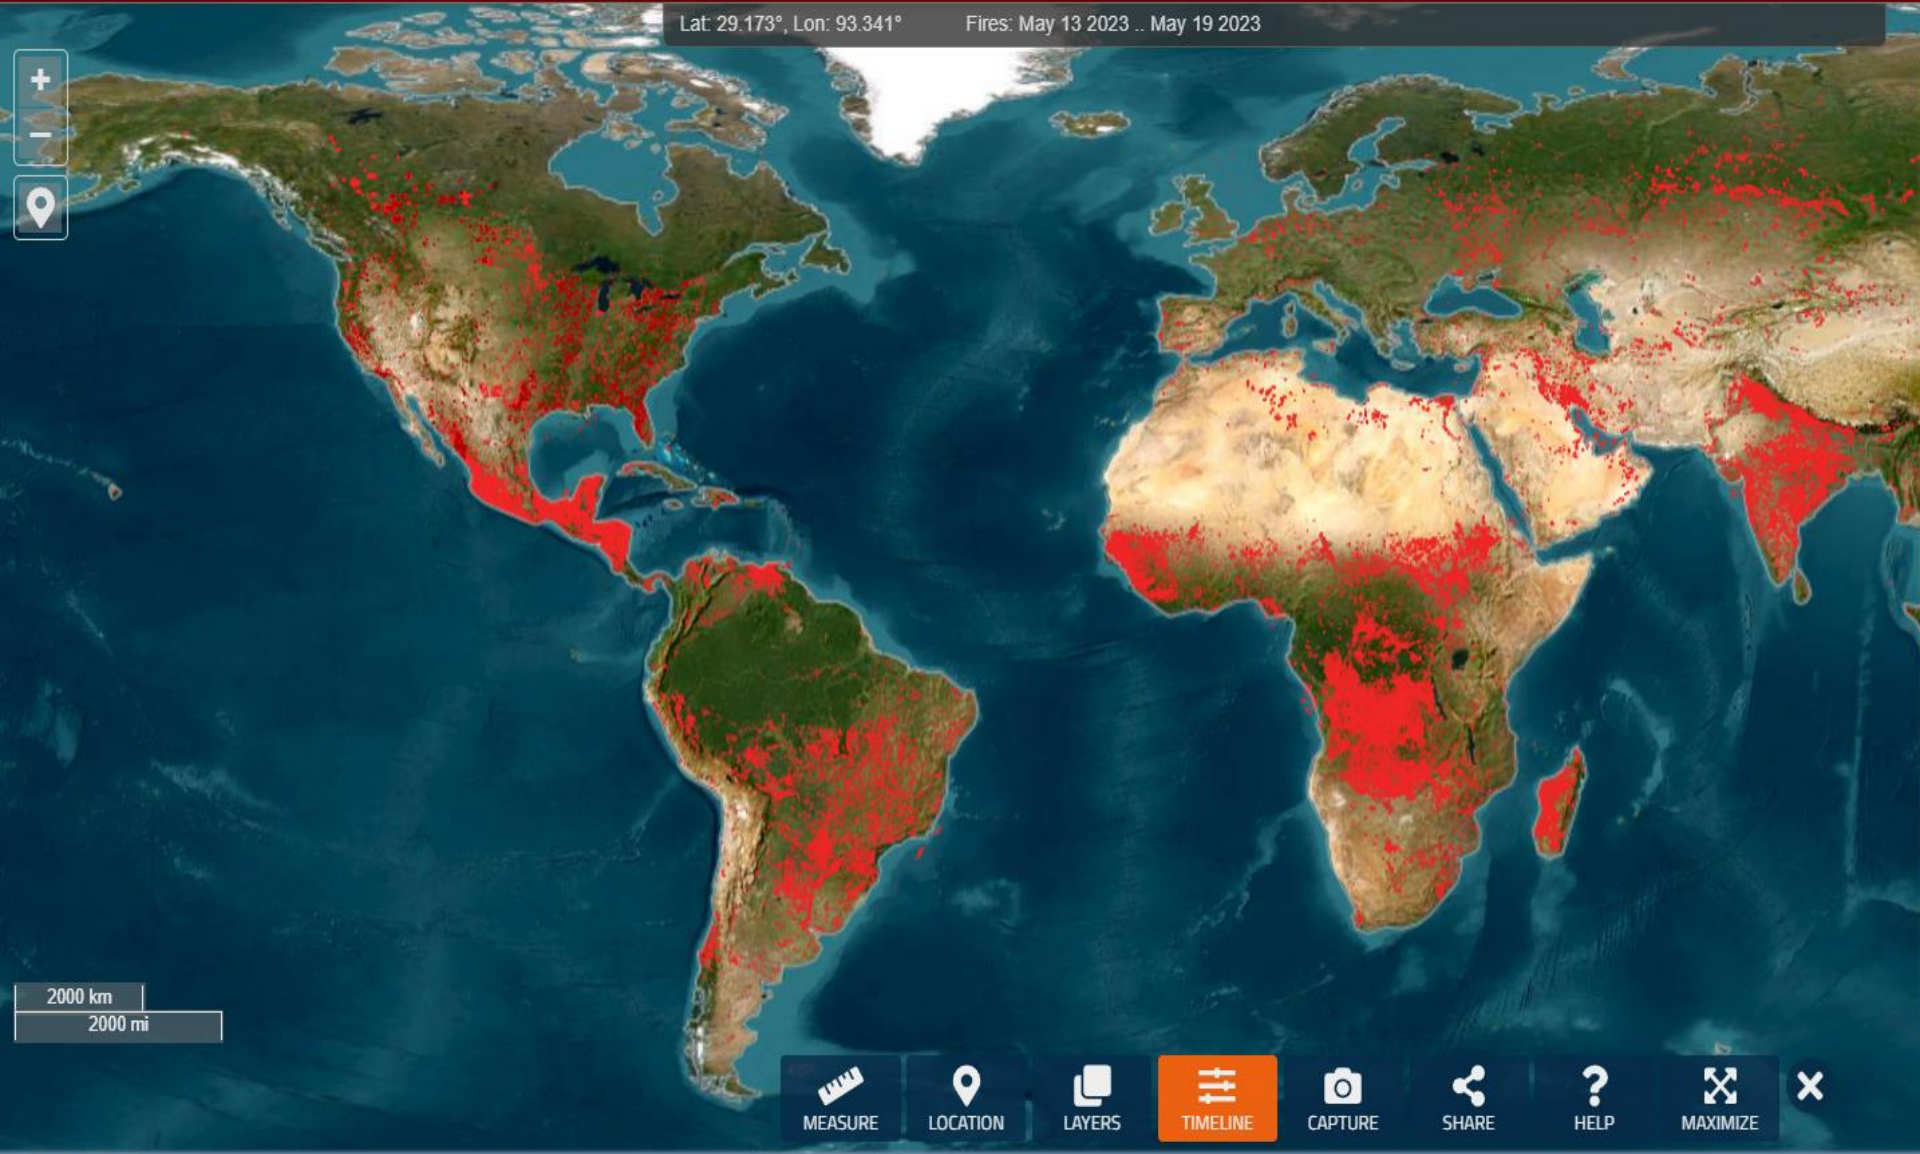 Lat: 29.173°, Lon: 93.341° Fires: May 13 2023 .. May 19 2023
+
−
2000 km
2000 mi
MEASURE LOCATION LAYERS TIMELINE CAPTURE SHARE HELP MAXIMIZE